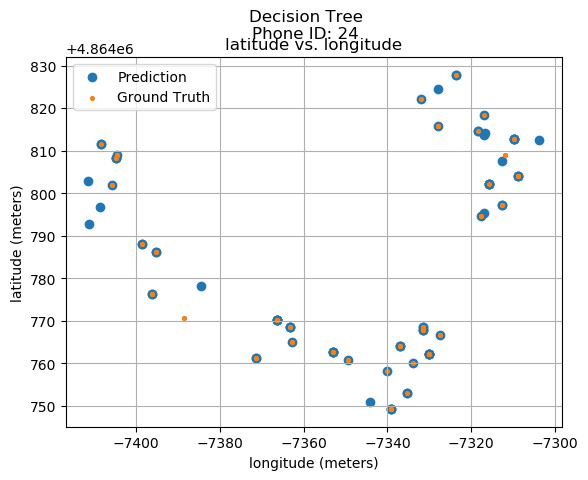 Decision Tree
Phone ID: 24
latitude vs. longitude
+4.864e6
Prediction
Ground Truth
830
820
810
800
790
780
770
760
750
latitude (meters)
−7400 −7380 −7360 −7340 −7320 −7300
longitude (meters)